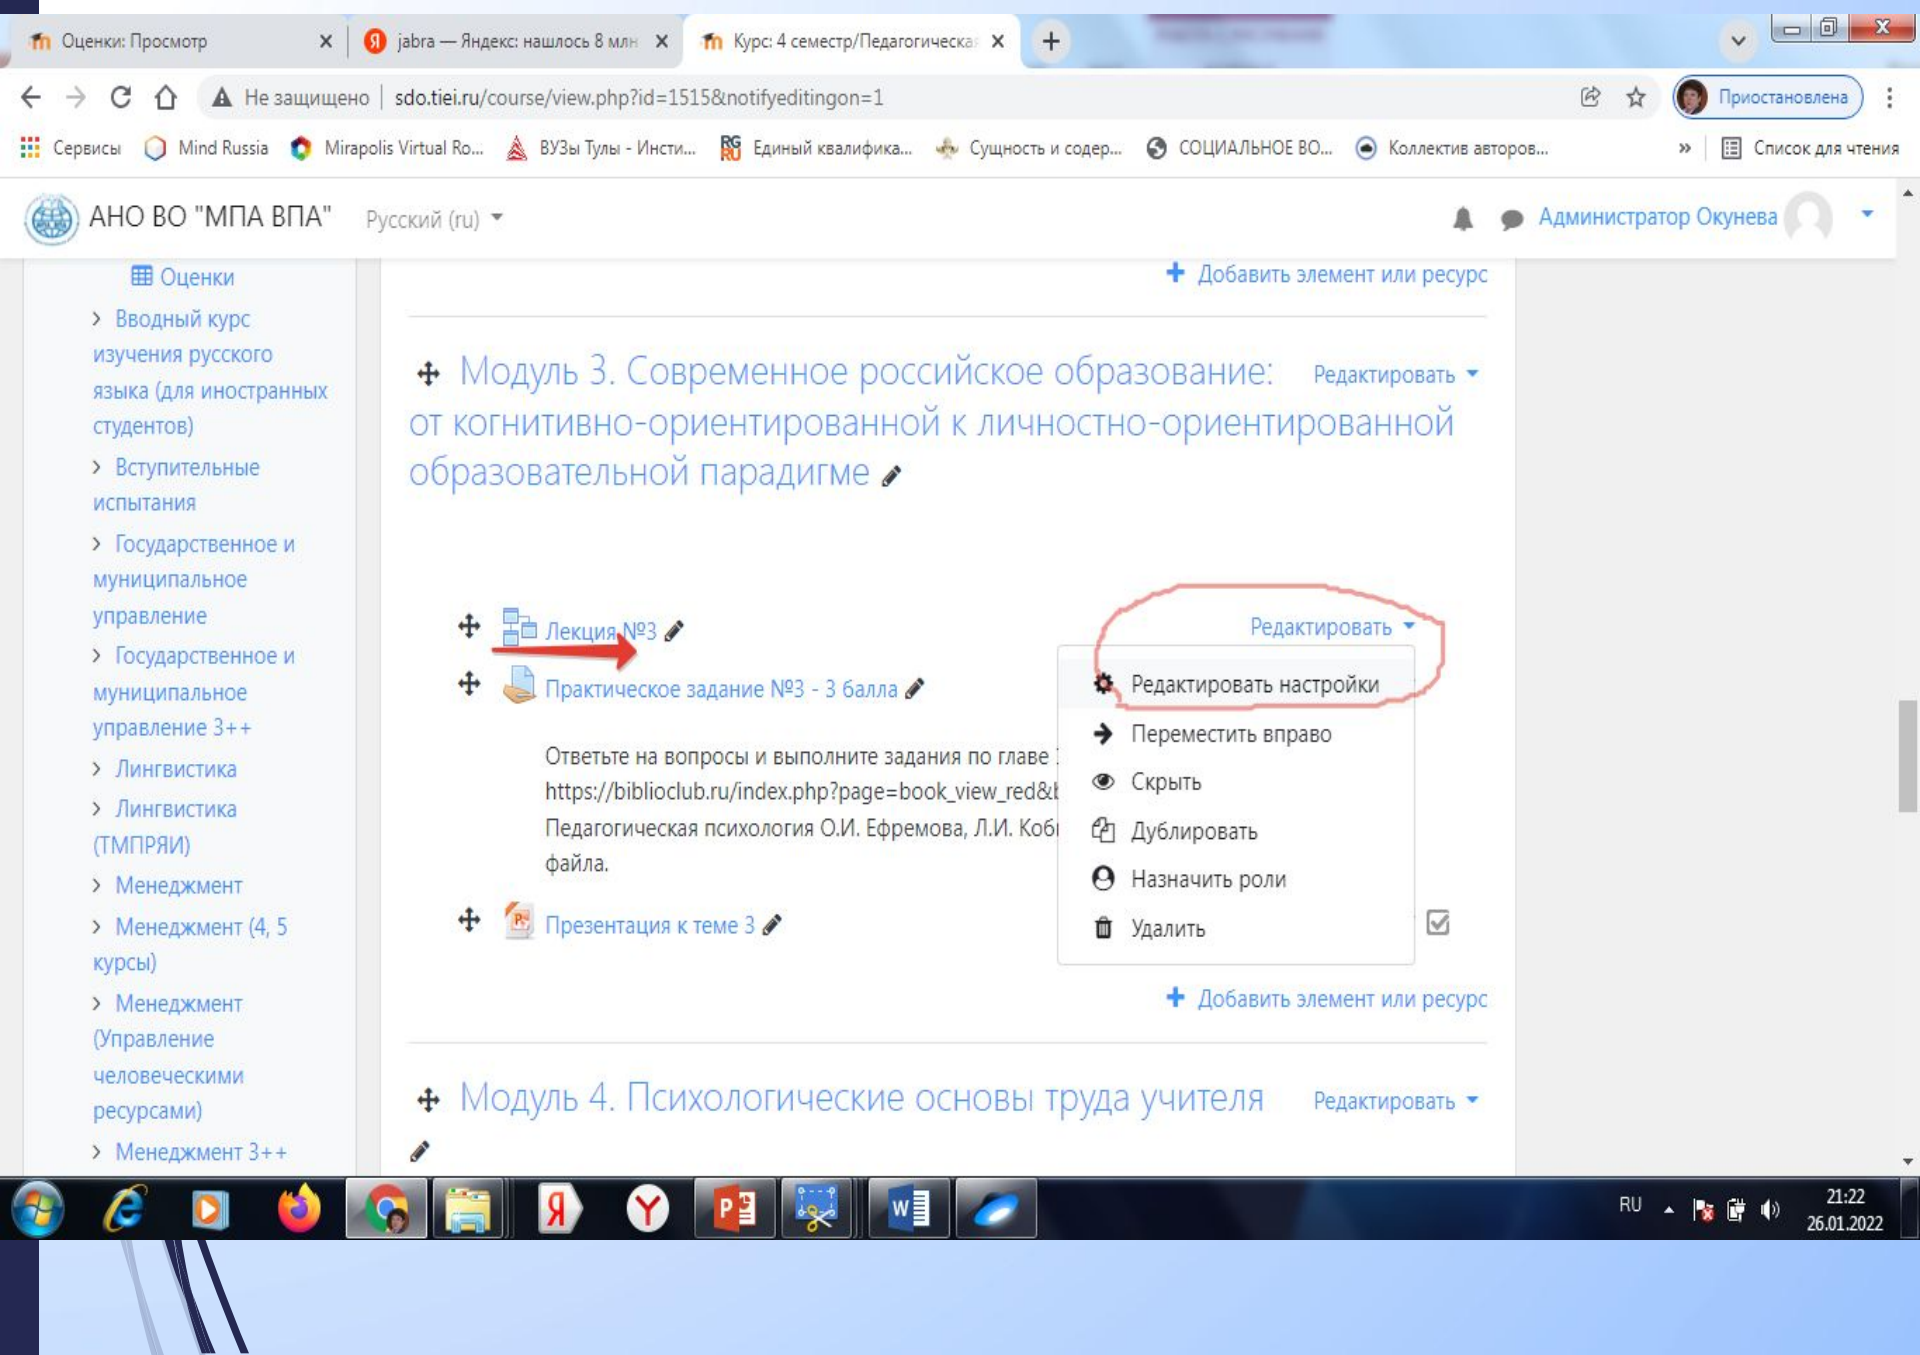 Оценки: Просмотр
jabra — Яндекс: нашлось 8 млн
Курс: 4 семестр/Педагогическа
Не защищено | sdo.tiei.ru/course/view.php?id=1515&notifyeditingon=1
Приостановлена
Сервисы Mind Russia Mirapolis Virtual Ro... ВУЗы Тулы - Инсти... Единый квалифика... Сущность и содер... СОЦИАЛЬНОЕ ВО... Коллектив авторов... » Список для чтения
АНО ВО "МПА ВПА" Русский (ru) Администратор Окунева
Оценки
Вводный курс
изучения русского
языка (для иностранных
студентов)
Вступительные
испытания
Государственное и
муниципальное
управление
Государственное и
муниципальное
управление 3++
Лингвистика
Лингвистика
(ТМПРЯИ)
Менеджмент
Менеджмент (4, 5
курсы)
Менеджмент
(Управление
человеческими
ресурсами)
Менеджмент 3++
Добавить элемент или ресурс
Модуль 3. Современное российское образование: Редактировать
от когнитивно-ориентированной к личностно-ориентированной
образовательной парадигме
Лекция №3 Редактировать
Практическое задание №3 - 3 балла
Ответьте на вопросы и выполните задания по главе
https://biblioclub.ru/index.php?page=book_view_red&b
Педагогическая психология О.И. Ефремова, Л.И. Коб
файла.
Презентация к теме 3
Редактировать настройки
Переместить вправо
Скрыть
Дублировать
Назначить роли
Удалить
Добавить элемент или ресурс
Модуль 4. Психологические основы труда учителя Редактировать
RU 21:22
26.01.2022